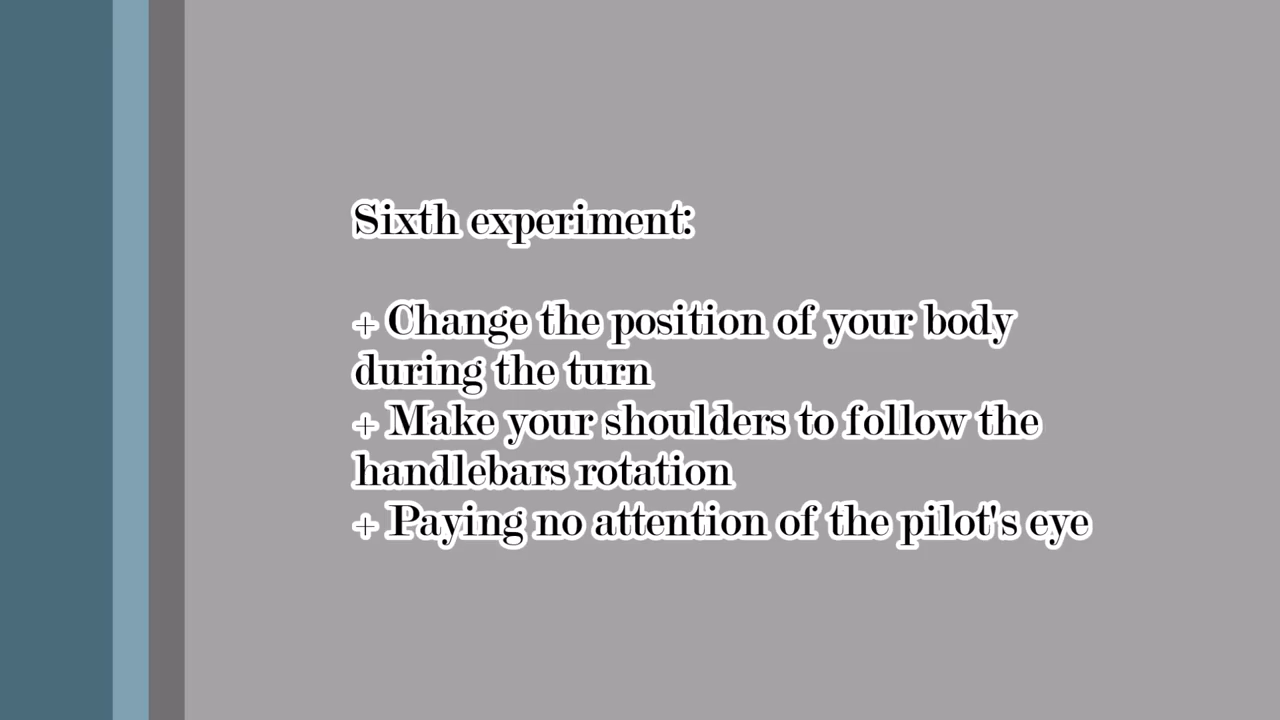 Sixth experiment:
+ Change the position of your body
during the turn
+ Make your shoulders to follow the
handlebars rotation
+ Paying no attention of the pilot's eye